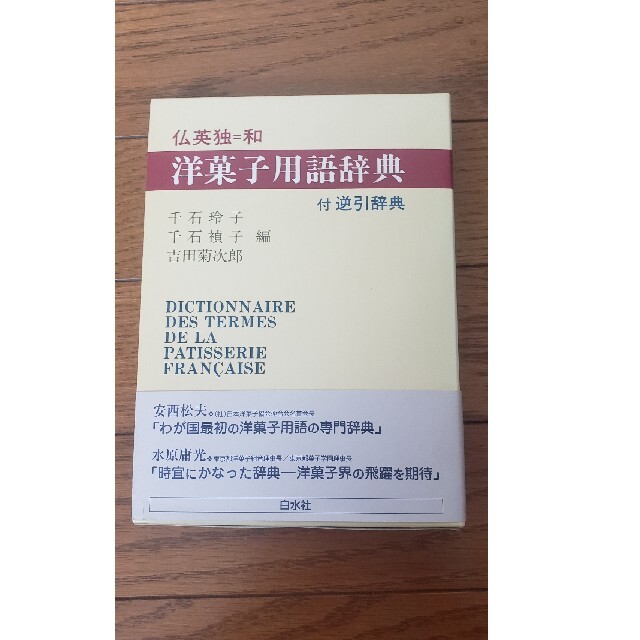 仏英独=和
洋菓子用語辞典
付 逆引辞典
千石玲子
千石禎子 編
吉田菊次郎
DICTIONNAIRE
DES TERMES
DE LA
PATISSERIE
FRANÇAISE
安西松夫
「わが国最初の洋菓子用語の専門辞典」
水原庸光
「時宜にかなった辞典—洋菓子界の飛躍を期待」
白水社